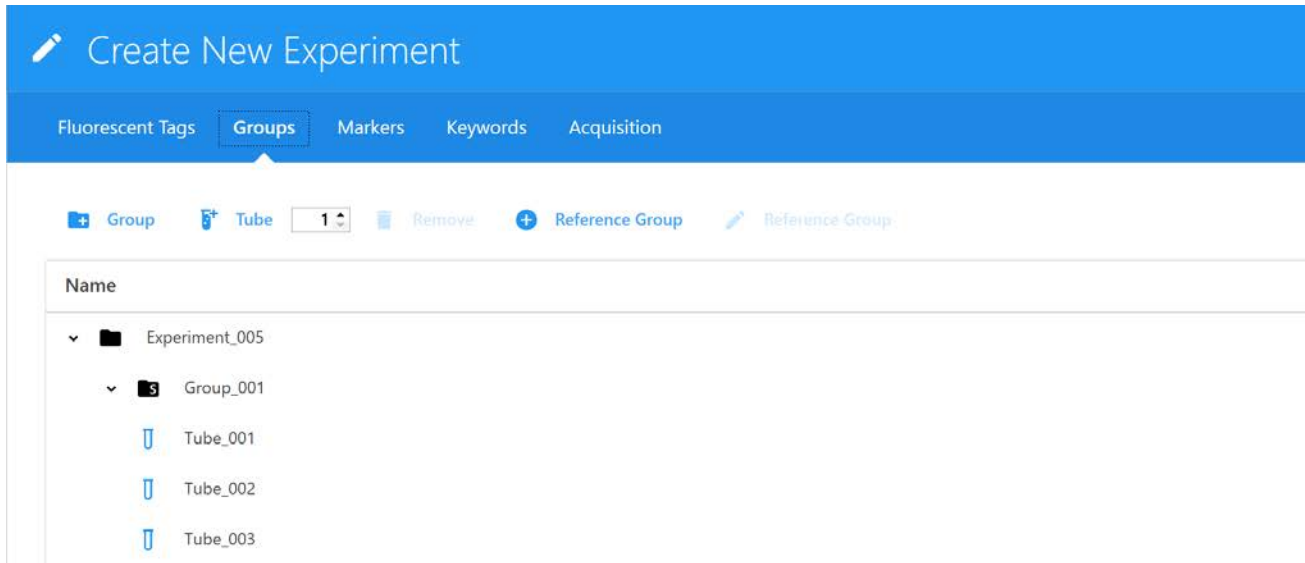 Create New Experiment
Fluorescent Tags Groups Markers Keywords Acquisition
Group Tube 1 Remove Reference Group Reference Group
Name
Experiment_005
S Group_001
Tube_001
Tube_002
Tube_003